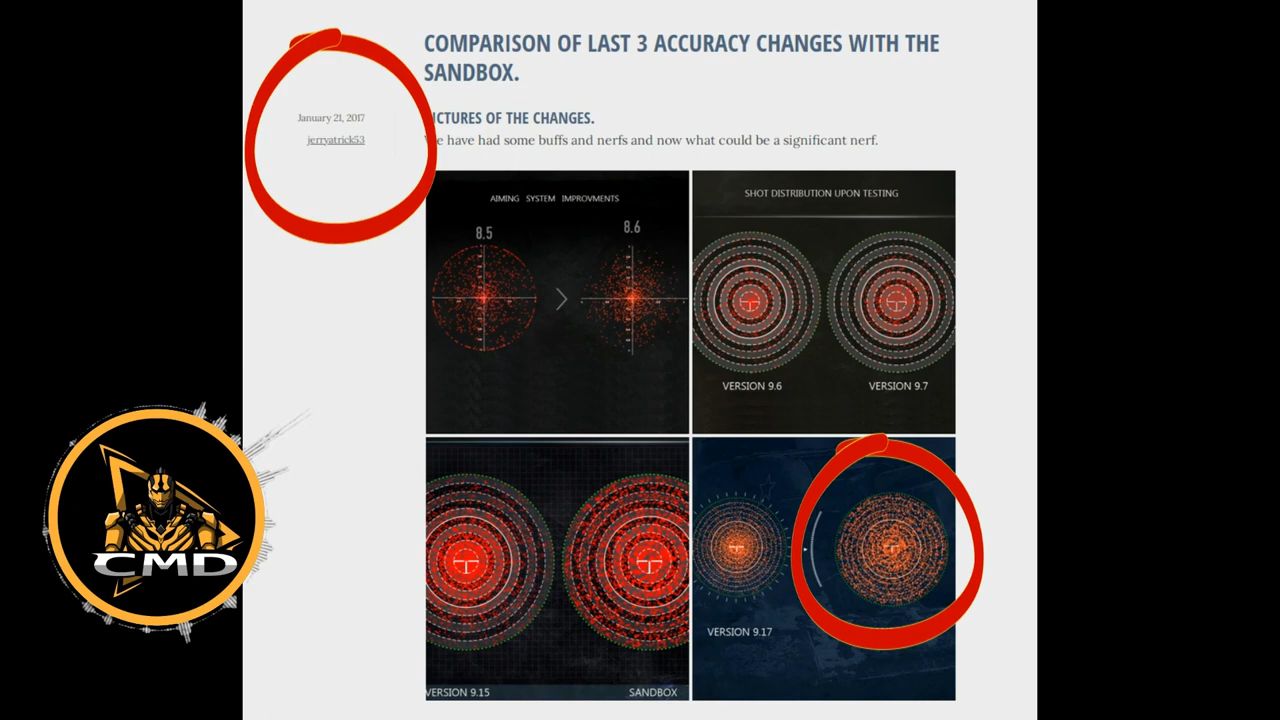 COMPARISON OF LAST 3 ACCURACY CHANGES WITH THE
SANDBOX.
January 21, 2017
jerryatrick53
ICTURES OF THE CHANGES.
e have had some buffs and nerfs and now what could be a significant nerf.
AIMING SYSTEM IMPROVMENTS
8.5
8.6
SHOT DISTRIBUTION UPON TESTING
VERSION 9.6
VERSION 9.7
VERSION 9.15
SANDBOX
VERSION 9.17
CMD